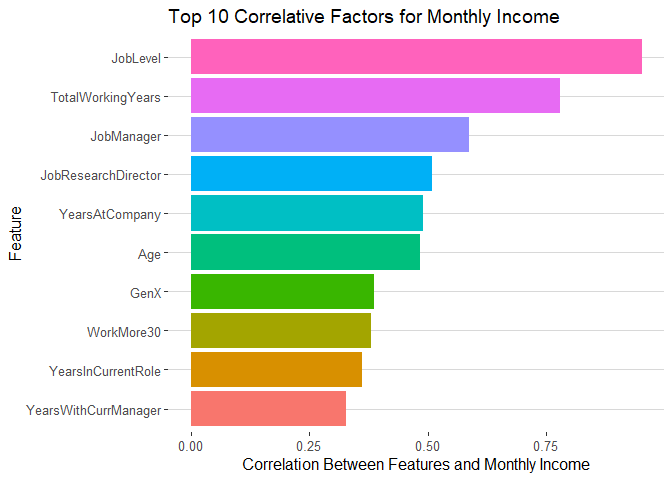 Top 10 Correlative Factors for Monthly Income
Feature
JobLevel
TotalWorkingYears
JobManager
JobResearchDirector
YearsAtCompany
Age
GenX
WorkMore30
YearsInCurrentRole
YearsWithCurrManager
0.00 0.25 0.50 0.75
Correlation Between Features and Monthly Income